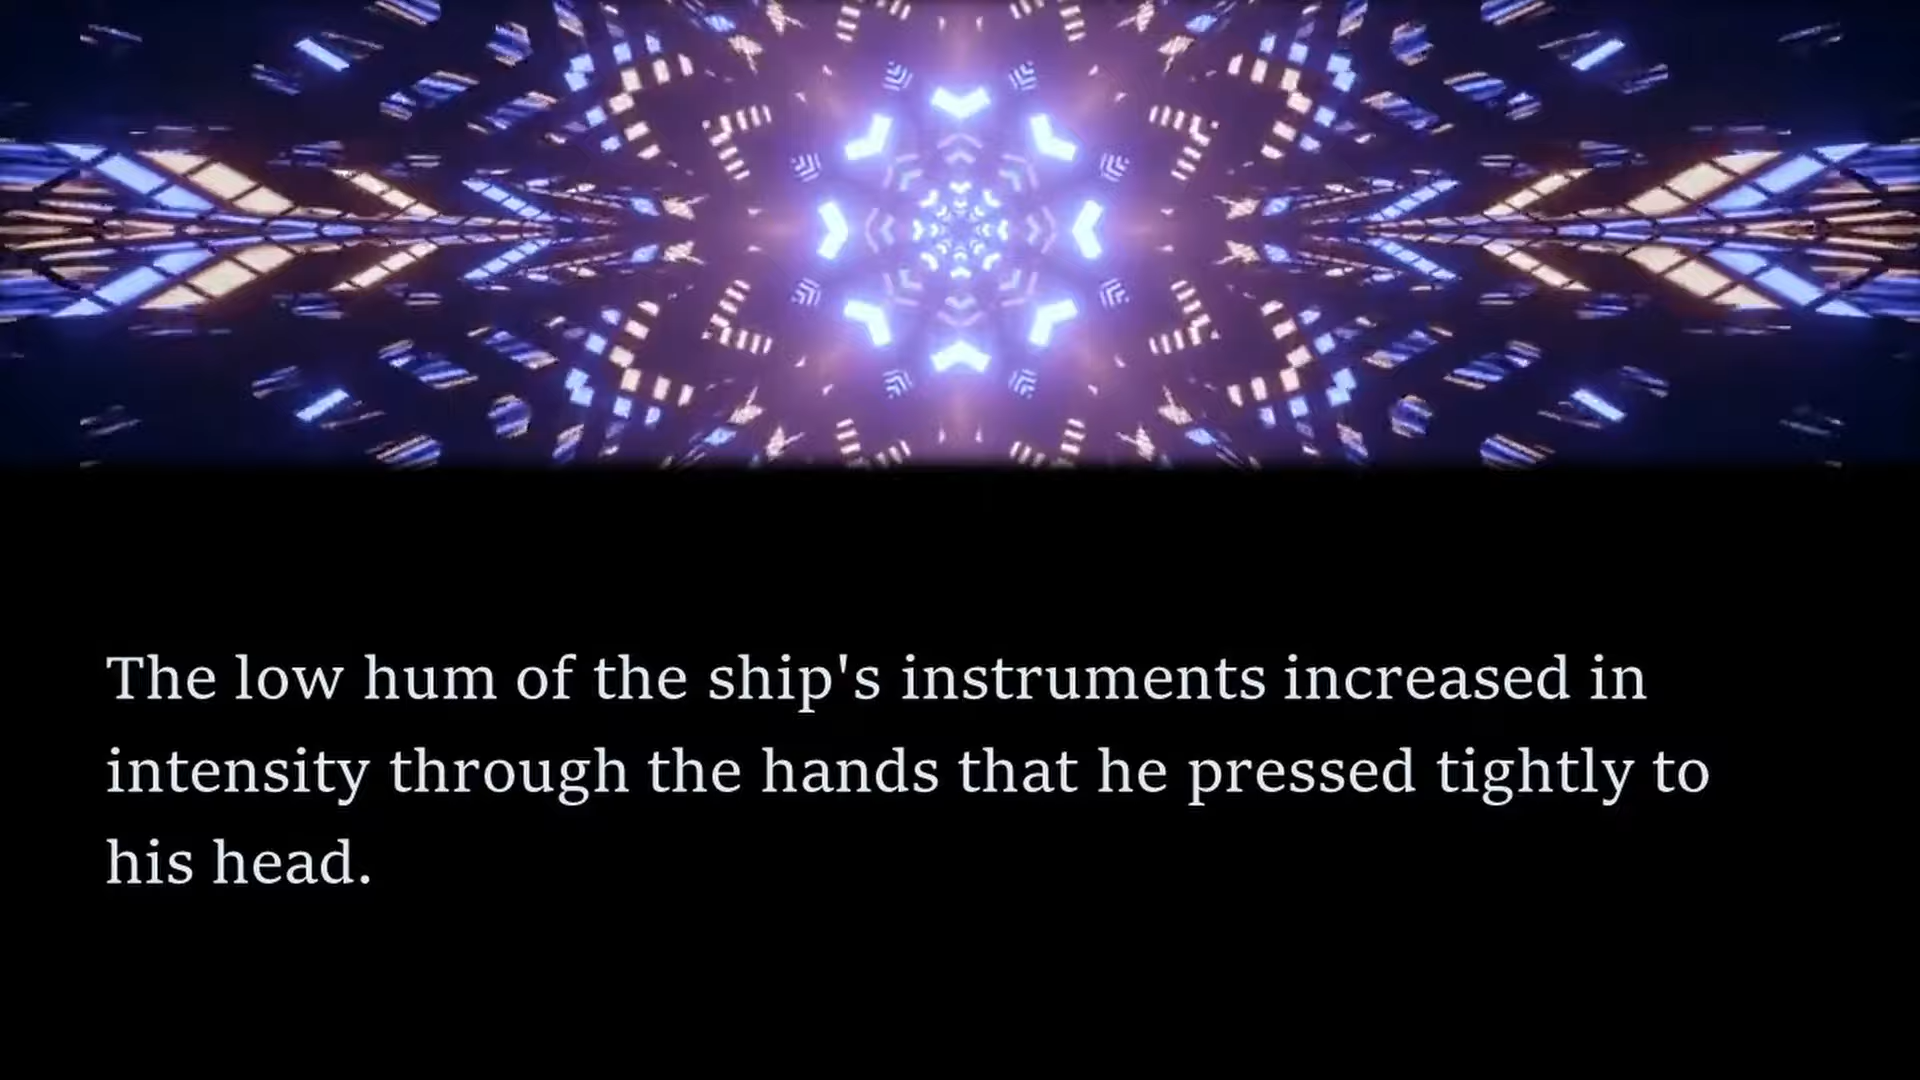 The low hum of the ship's instruments increased in
intensity through the hands that he pressed tightly to
his head.